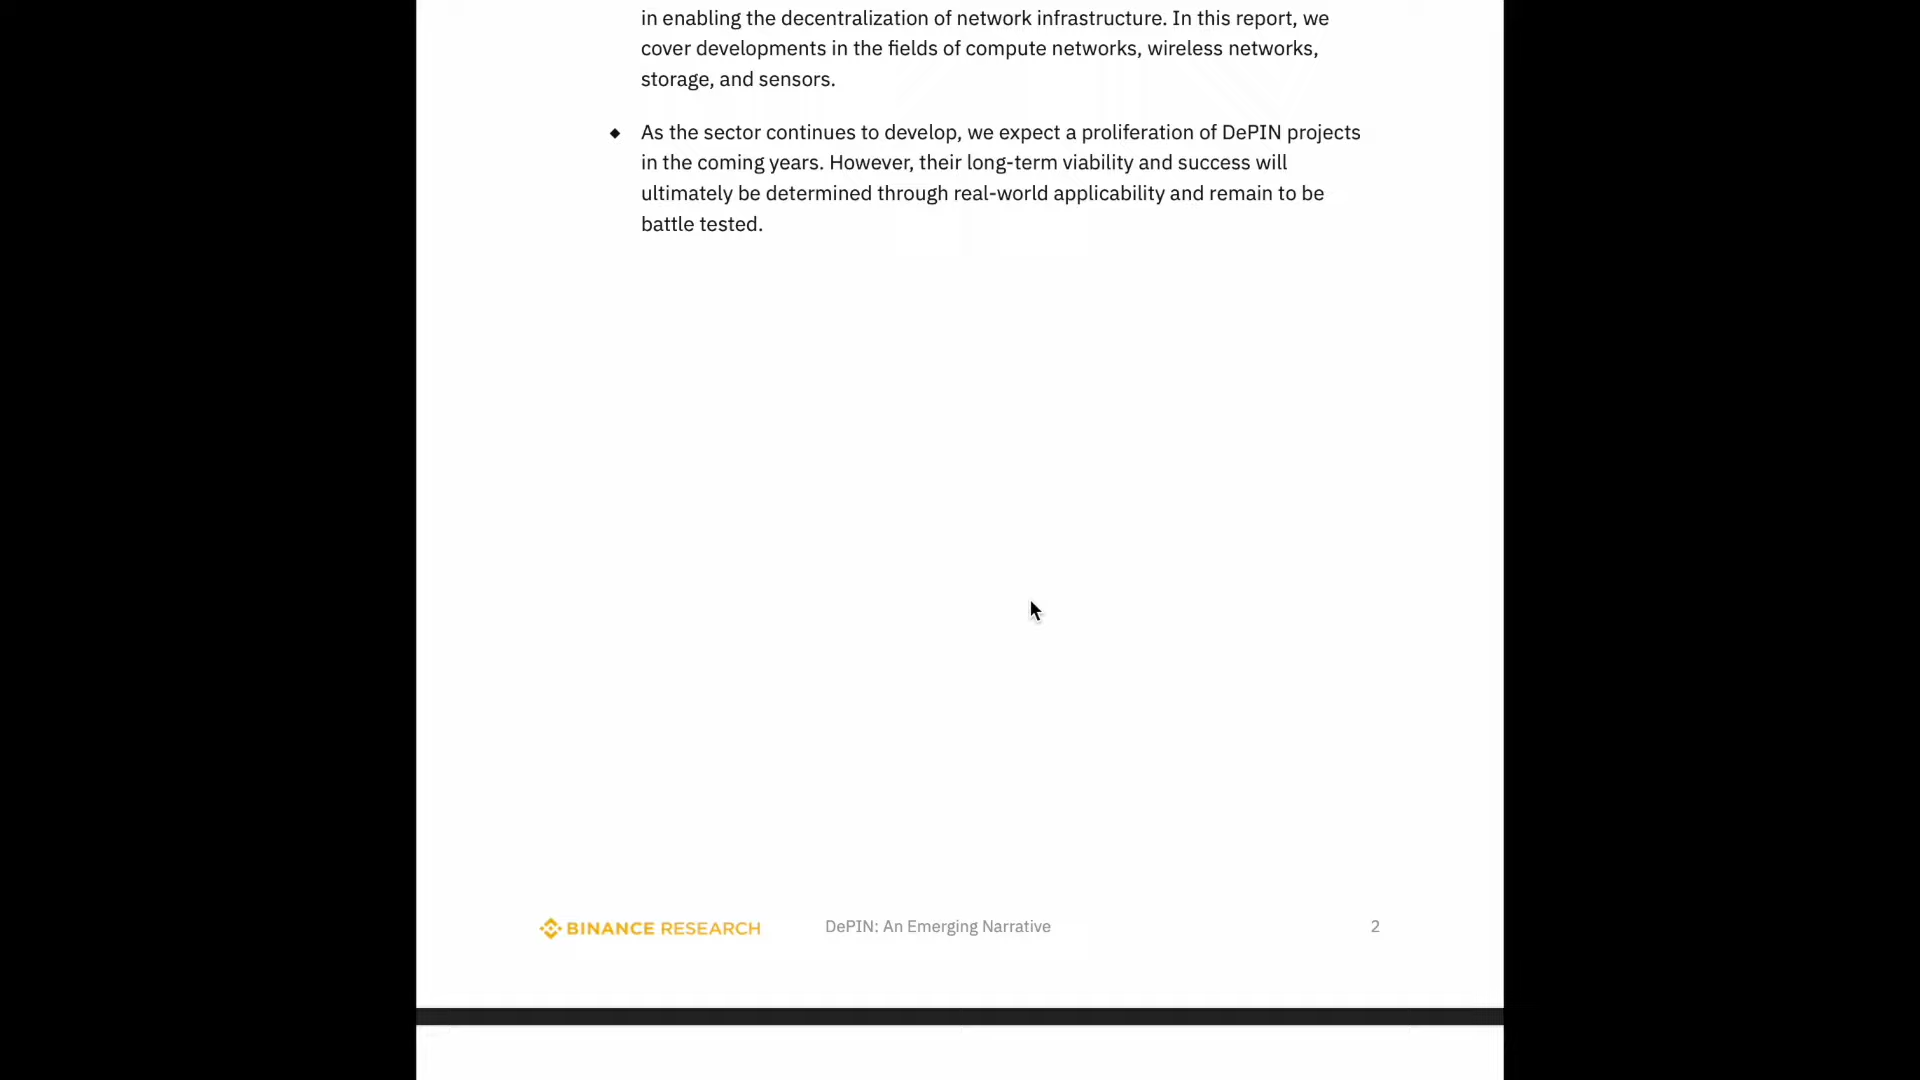 in enabling the decentralization of network infrastructure. In this report, we
cover developments in the fields of compute networks, wireless networks,
storage, and sensors.
◆ As the sector continues to develop, we expect a proliferation of DePIN projects
in the coming years. However, their long-term viability and success will
ultimately be determined through real-world applicability and remain to be
battle tested.
BINANCE RESEARCH DePIN: An Emerging Narrative 2